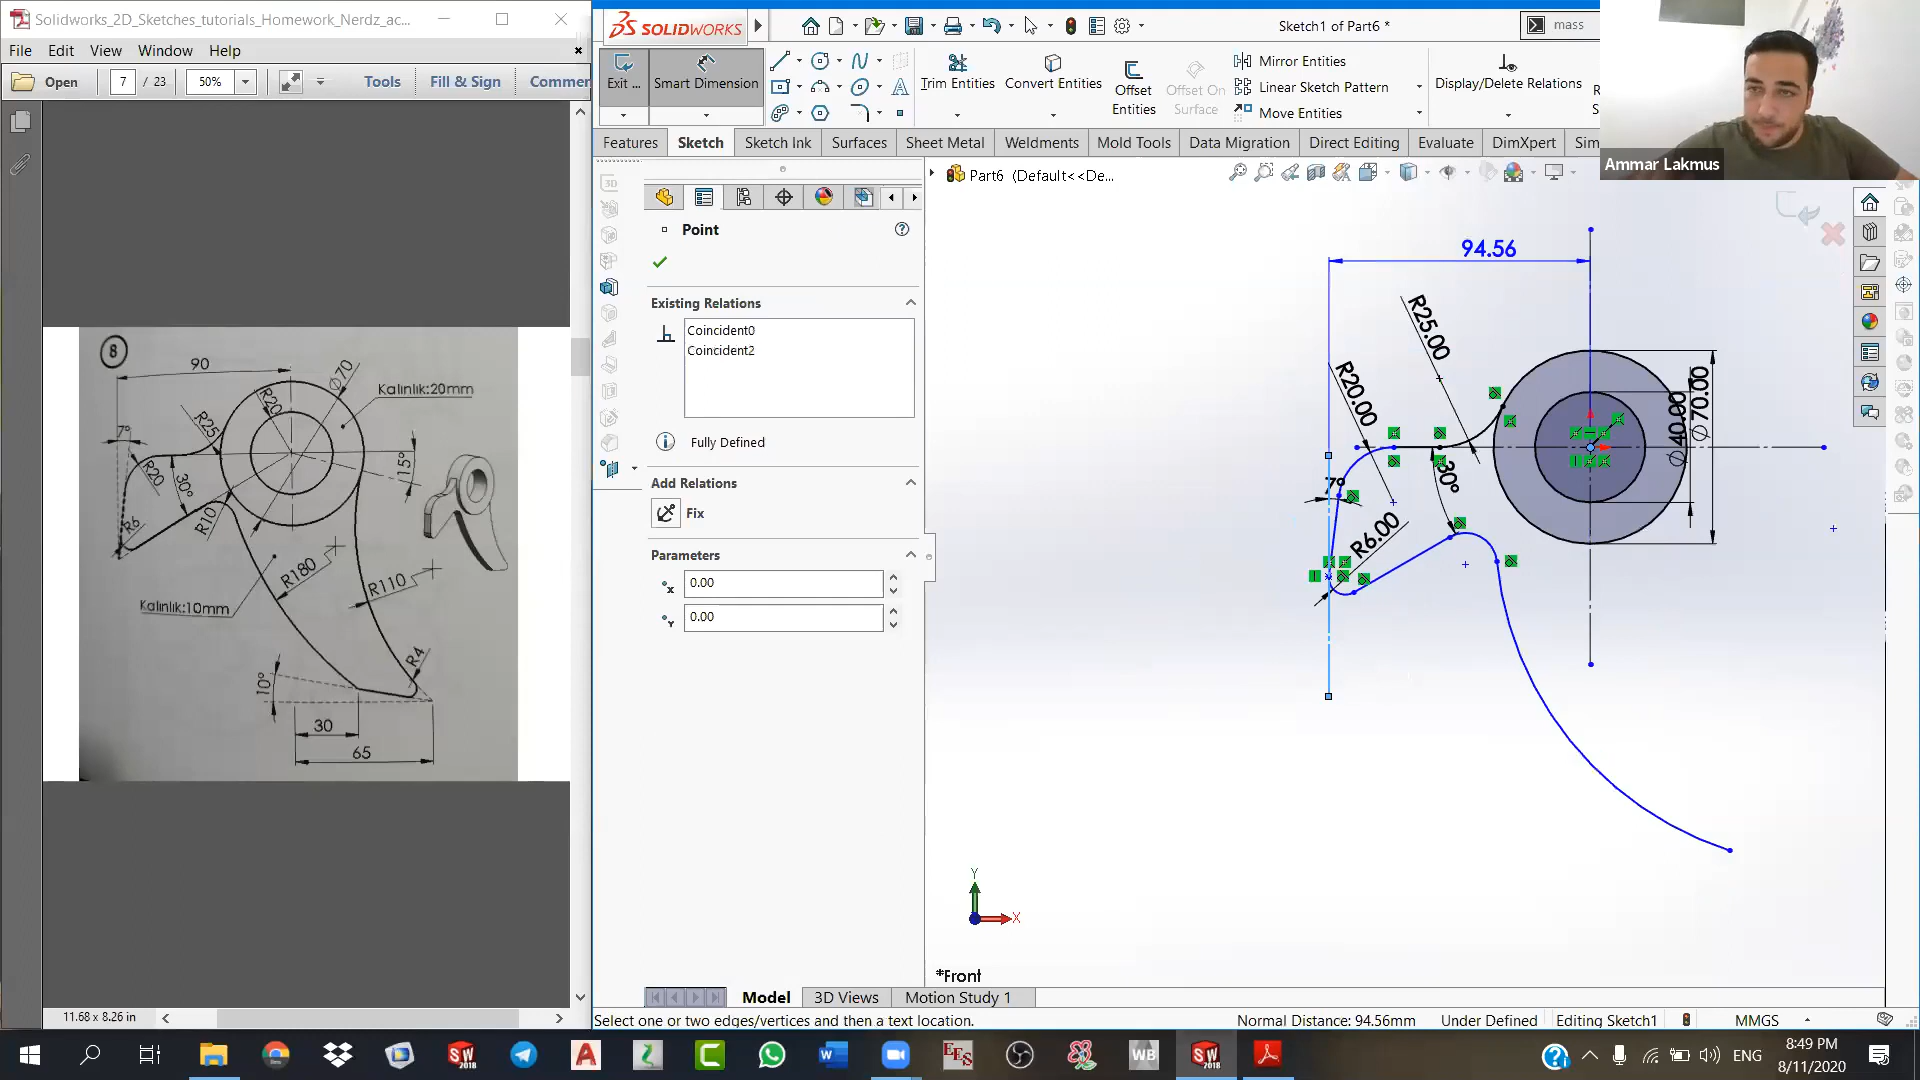 Solidworks_2D_Sketches_tutorials_Homework_Nerdz_ac...
File Edit View Window Help
Open 7 / 23 50% Tools Fill & Sign Commen
8
90
Ø70
Kalınlık:20mm
R20
R25
7°
R20
30°
15°
R6
R10
R180
R110
Kalınlık:10mm
R4
10°
30
65
11.68 x 8.26 in
SOLIDWORKS
Sketch1 of Part6 *
mass
Exit ...
Smart Dimension
Trim Entities
Convert Entities
Offset Entities
Offset On Surface
Mirror Entities
Linear Sketch Pattern
Move Entities
Display/Delete Relations
R
S
Features Sketch Sketch Ink Surfaces Sheet Metal Weldments Mold Tools Data Migration Direct Editing Evaluate DimXpert Sim
Ammar Lakmus
Part6 (Default<<De...
Point
Existing Relations
Coincident0
Coincident2
Fully Defined
Add Relations
Fix
Parameters
0.00
0.00
94.56
R25.00
R20.00
30°
7°
R6.00
Ø40.00
Ø70.00
Y
X
*Front
Model 3D Views Motion Study 1
Select one or two edges/vertices and then a text location.
Normal Distance: 94.56mm Under Defined Editing Sketch1 MMGS
ENG
8:49 PM
8/11/2020